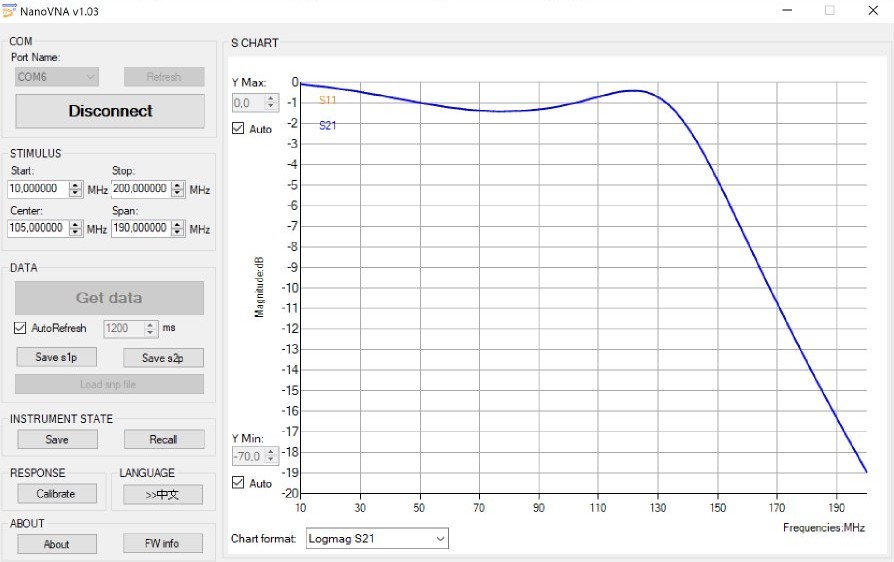 NanoVNA v1.03
COM
Port Name:
COM6
Refresh
Disconnect
STIMULUS
Start:
Stop:
10,000000 MHz 200,000000 MHz
Center:
Span:
105,000000 MHz 190,000000 MHz
DATA
Get data
AutoRefresh 1200 ms
Save s1p
Save s2p
Load snp file
INSTRUMENT STATE
Save
Recall
RESPONSE
LANGUAGE
Calibrate
>>中文
ABOUT
About
FW info
S CHART
Y Max:
0,0
Auto
Y Min:
-70,0
Auto
Magnitude:dB
0
-1
-2
-3
-4
-5
-6
-7
-8
-9
-10
-11
-12
-13
-14
-15
-16
-17
-18
-19
-20
S11
S21
10 30 50 70 90 110 130 150 170 190
Frequencies:MHz
Chart format: Logmag S21